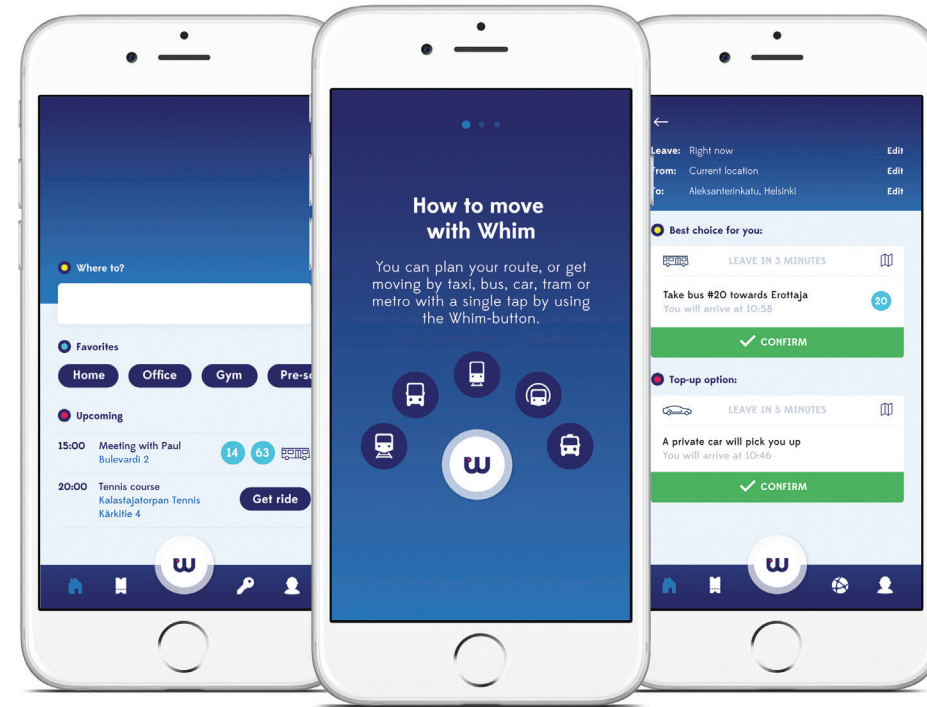 Where to?
Favorites
Home Office Gym Pre-sc
Upcoming
15:00 Meeting with Paul 14 63
Bulevardi 2
20:00 Tennis course
Kalastajatorpan Tennis Get ride
Kärkitie 4
w
How to move
with Whim
You can plan your route, or get
moving by taxi, bus, car, tram or
metro with a single tap by using
the Whim-button.
w
Leave: Right now Edit
From: Current location Edit
To: Aleksanterinkatu, Helsinki Edit
Best choice for you:
LEAVE IN 3 MINUTES
Take bus #20 towards Erottaja 20
You will arrive at 10:58
CONFIRM
Top-up option:
LEAVE IN 5 MINUTES
A private car will pick you up
You will arrive at 10:46
CONFIRM
w